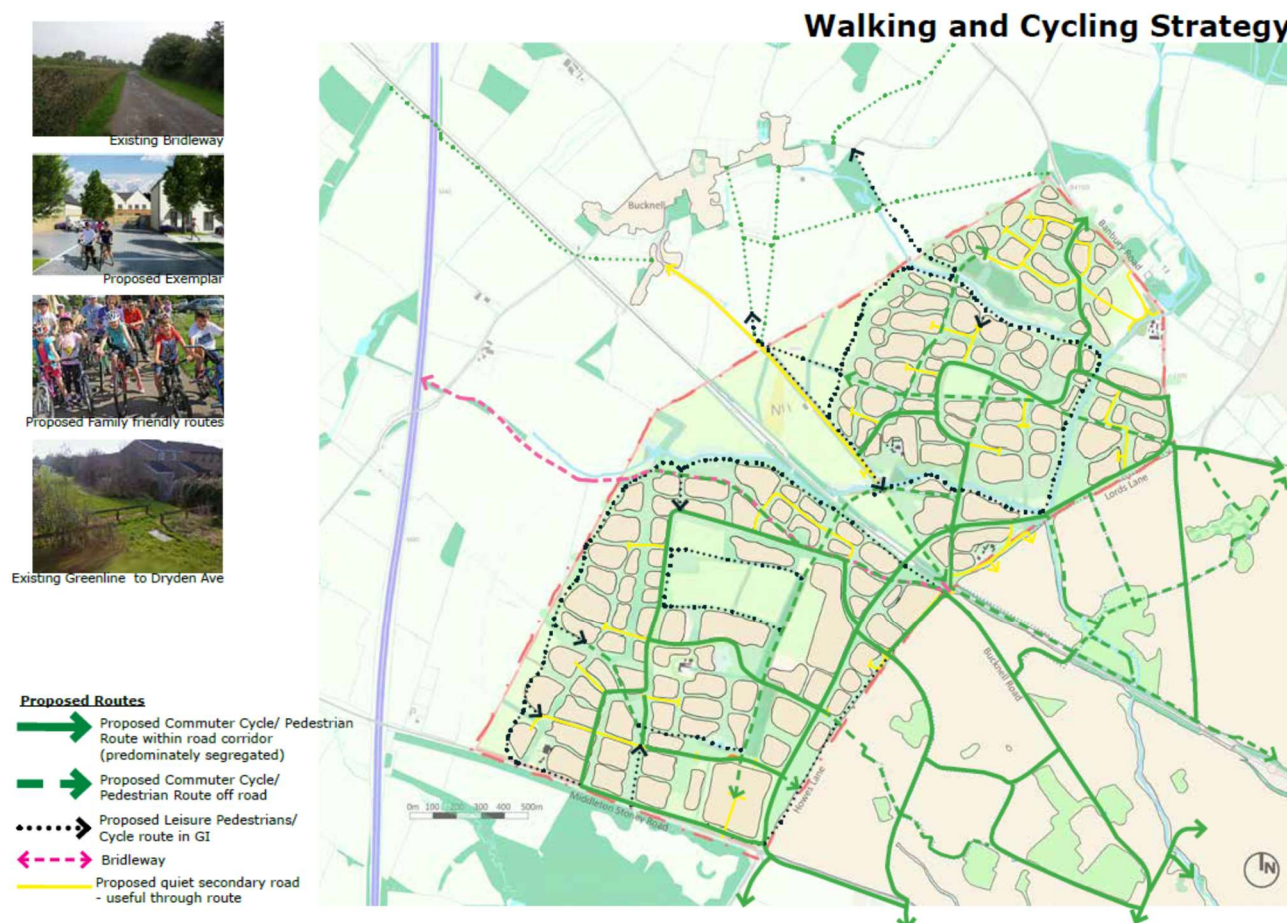 Walking and Cycling Strategy
Existing Bridleway
Proposed Exemplar
Proposed Family friendly routes
Existing Greenline to Dryden Ave
Proposed Routes
Proposed Commuter Cycle/ Pedestrian
Route within road corridor
(predominately segregated)
Proposed Commuter Cycle/
Pedestrian Route off road
Proposed Leisure Pedestrians/
Cycle route in GI
Bridleway
Proposed quiet secondary road
- useful through route
Bucknell
Banbury Road
Lords Lane
Bucknell Road
Howes Lane
Middleton Stoney Road
0m 100 200 300 400 500m
N